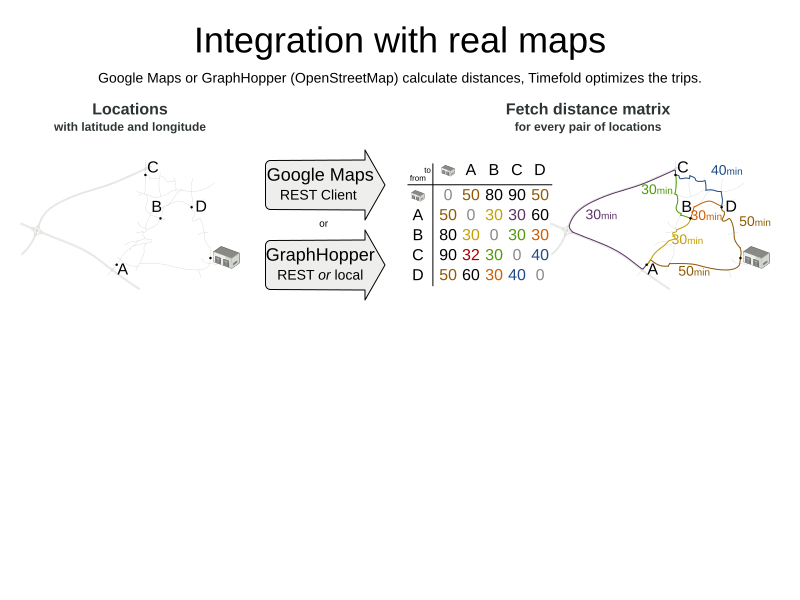 Integration with real maps
Google Maps or GraphHopper (OpenStreetMap) calculate distances, Timefold optimizes the trips.
Locations
with latitude and longitude
C
B
D
A
Google Maps
REST Client
or
GraphHopper
REST or local
Fetch distance matrix
for every pair of locations
to
from
A B C D
0 50 80 90 50
A 50 0 30 30 60
B 80 30 0 30 30
C 90 32 30 0 40
D 50 60 30 40 0
C
40min
30min
B
D
30min
30min
50min
30min
A
50min